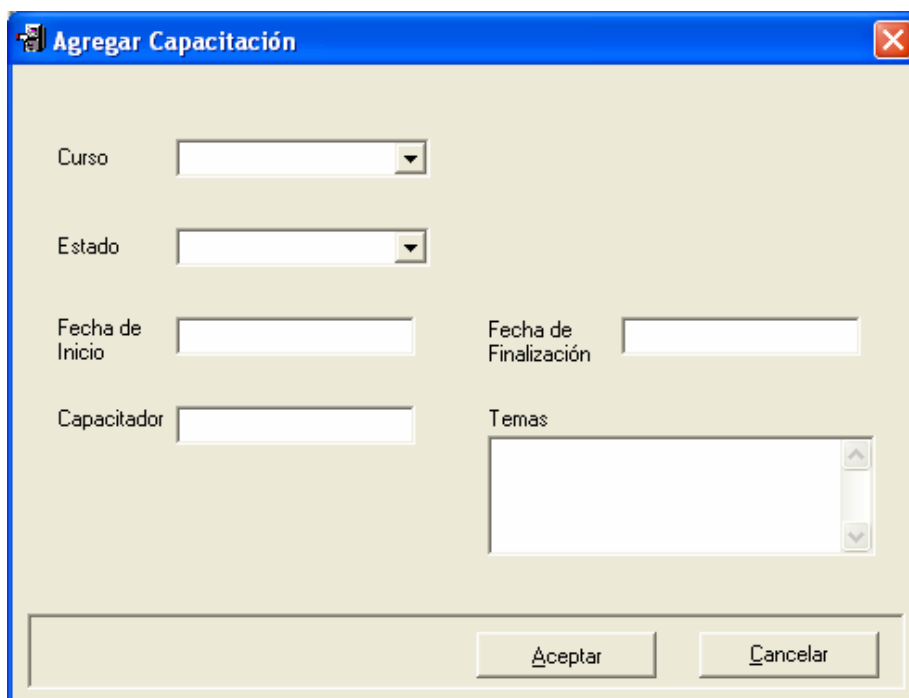 Agregar Capacitación
Curso
Estado
Fecha de
Inicio
Fecha de
Finalización
Capacitador
Temas
Aceptar
Cancelar